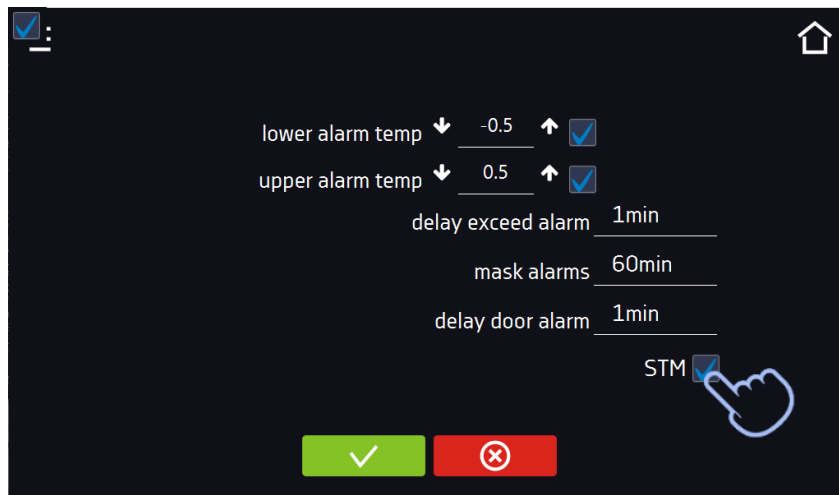 lower alarm temp -0.5
upper alarm temp 0.5
delay exceed alarm 1min
mask alarms 60min
delay door alarm 1min
STM